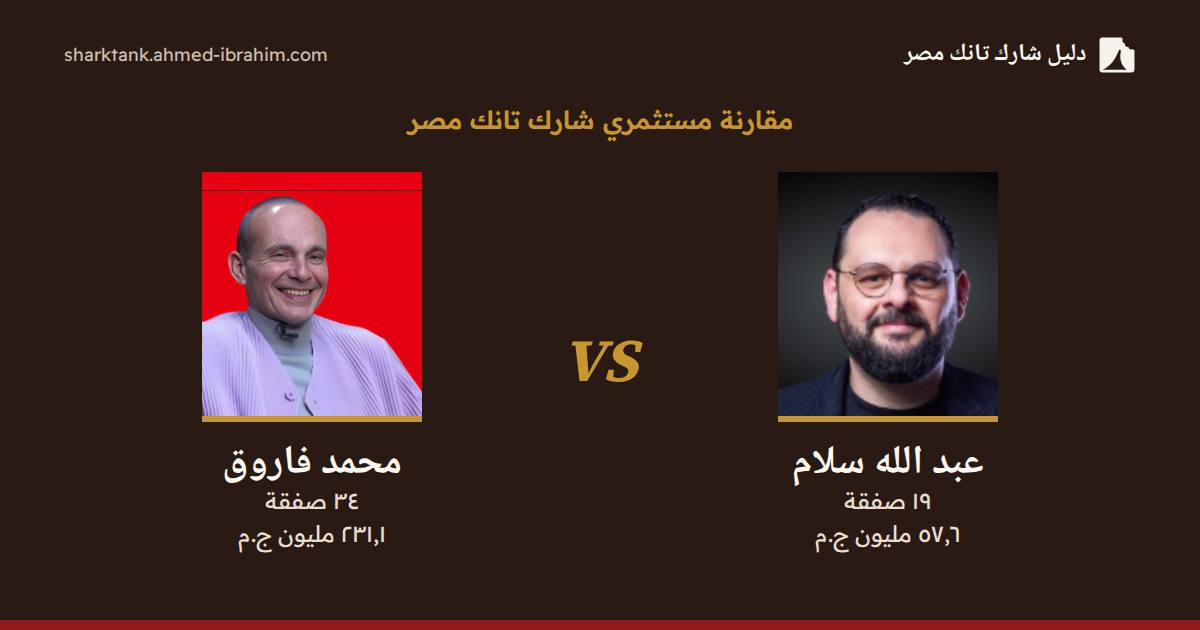 دليل شارك تانك مصر
sharktank.ahmed-ibrahim.com
مقارنة مستثمري شارك تانك مصر
عبد الله سلام
١٩ صفقة
٥٧,٦ مليون ج.م
VS
محمد فاروق
٣٤ صفقة
٢٣١,١ مليون ج.م